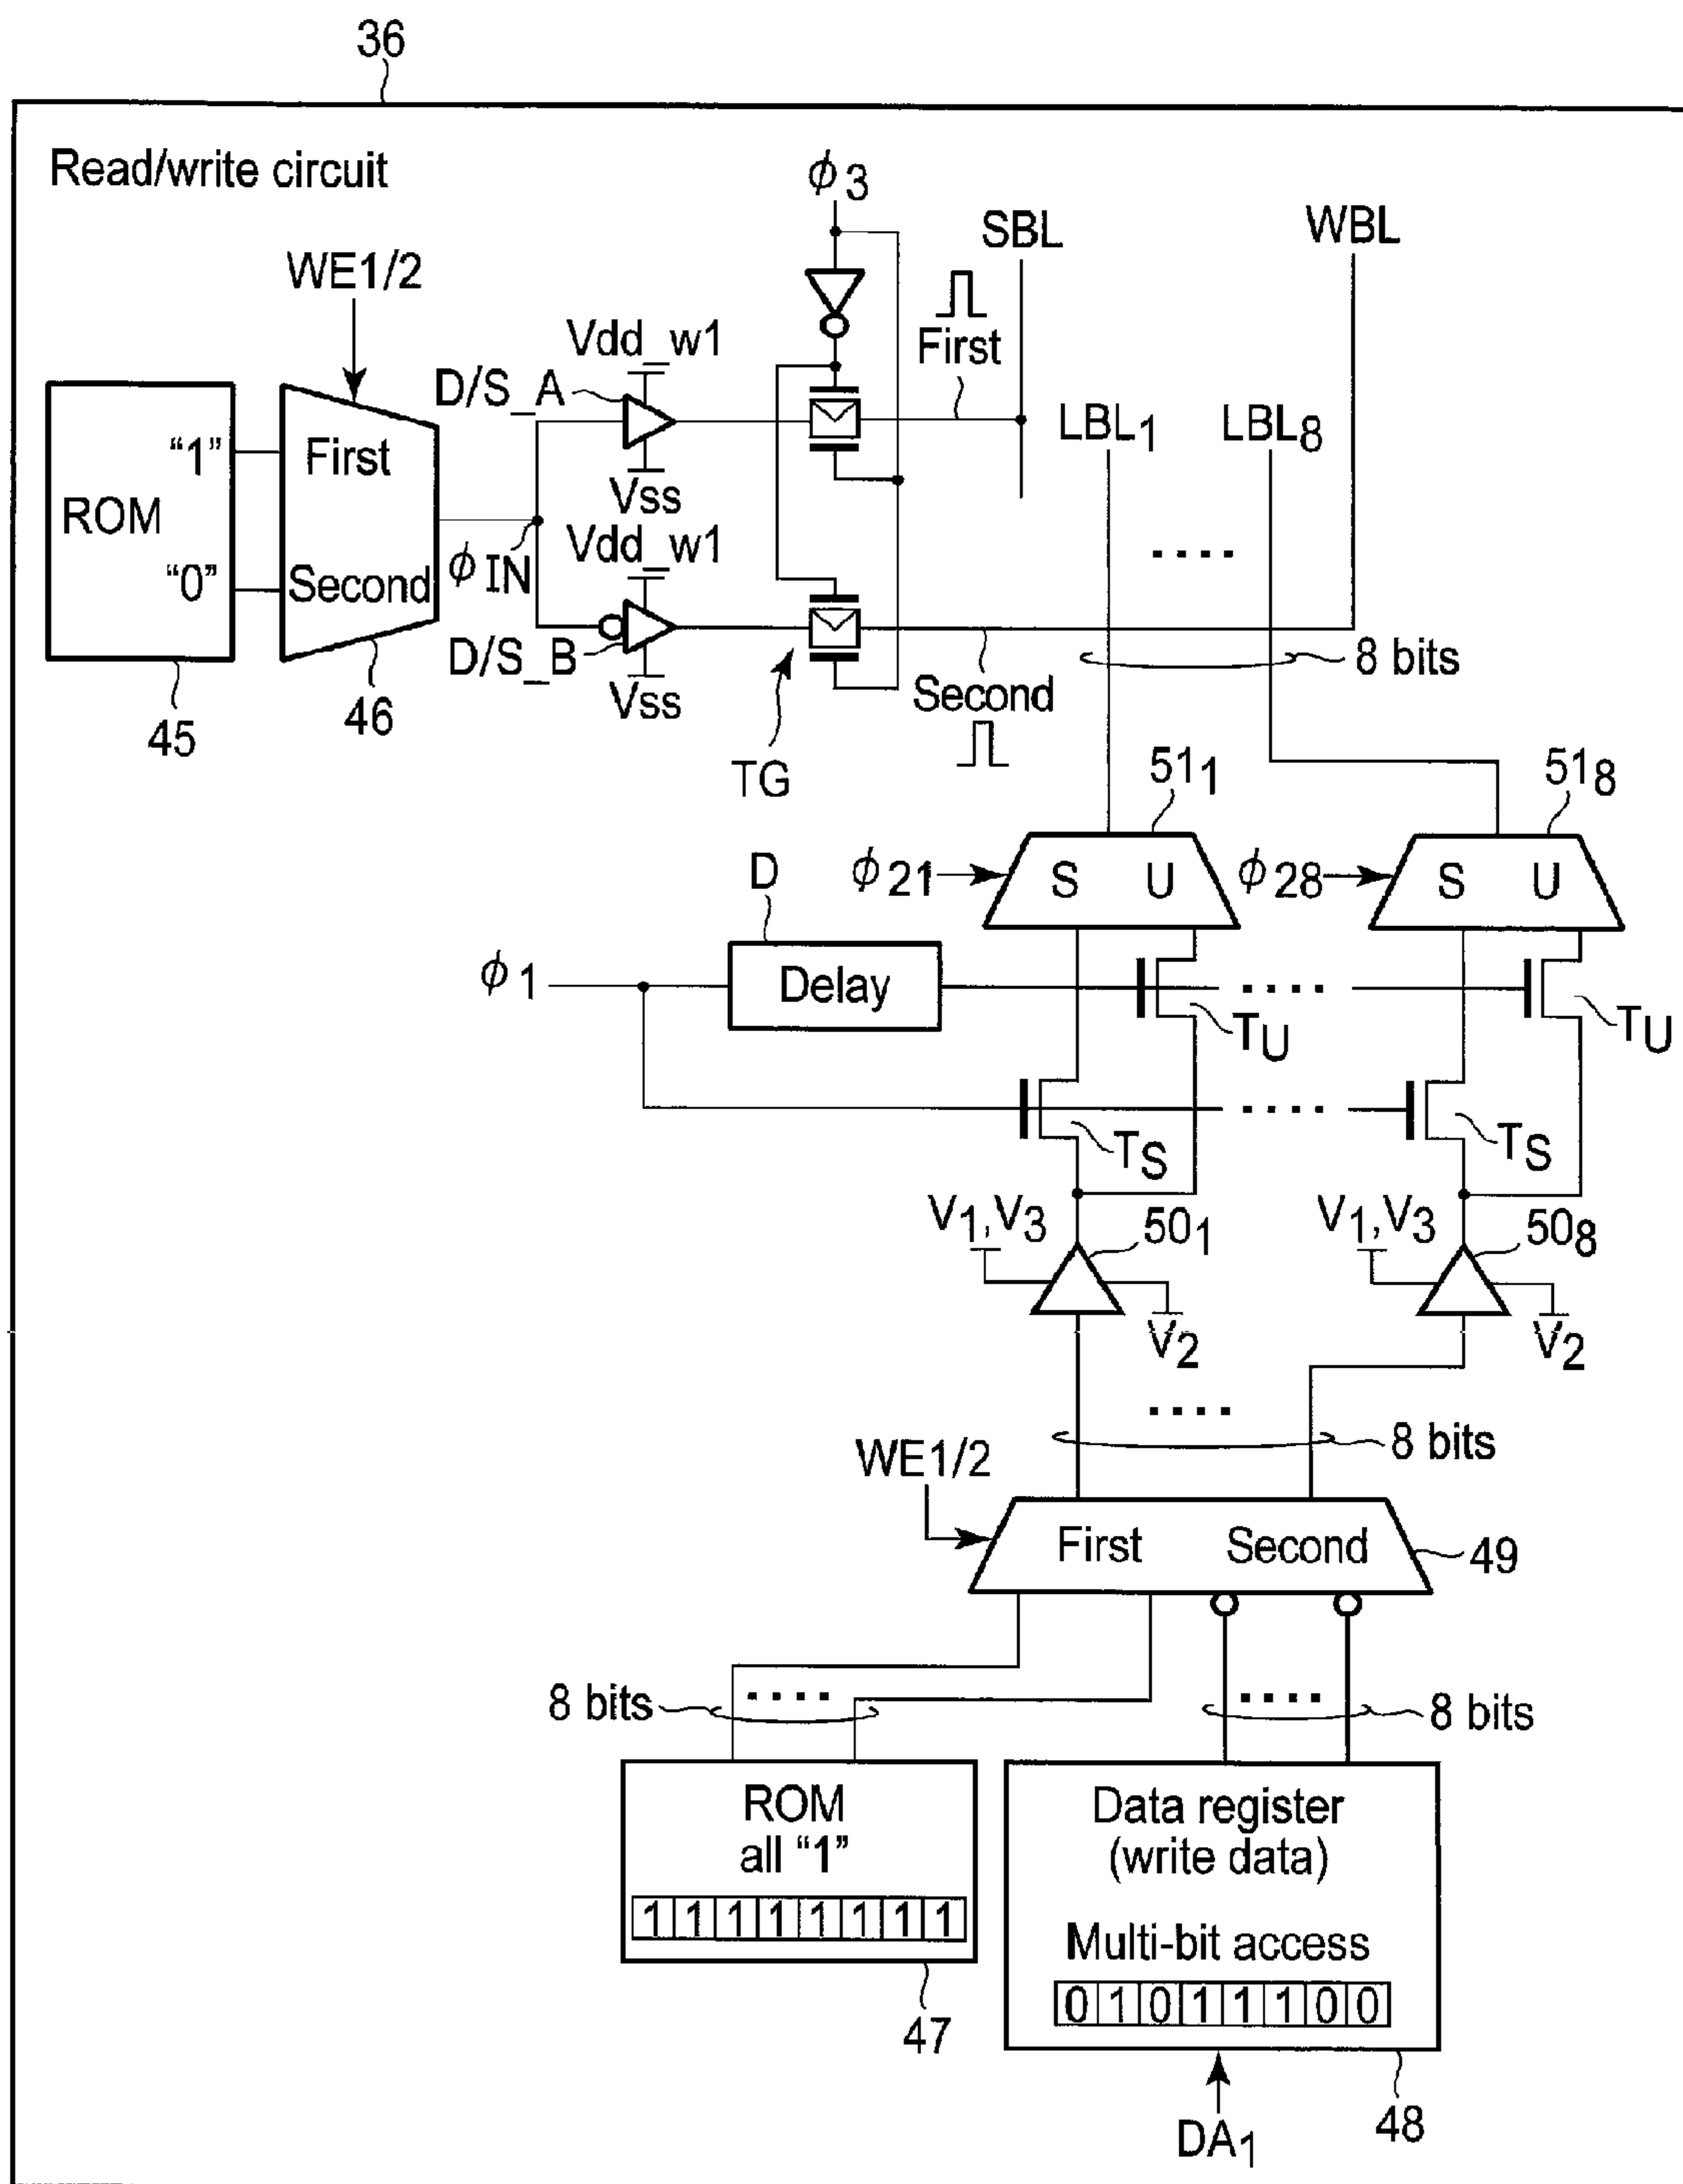 36
Read/write circuit
ϕ3
SBL
WBL
WE1/2
Vdd_w1
First
D/S_A
LBL1
LBL8
"1"
First
Vss
ROM
Vdd_w1
ϕIN
"0"
Second
D/S_B
8 bits
Vss
Second
45
46
TG
511
518
D
ϕ21
S U
ϕ28
S U
ϕ1
Delay
TU
TU
TS
TS
V1,V3
501
V1,V3
508
V2
V2
8 bits
WE1/2
First Second
49
8 bits
8 bits
ROM
all "1"
1 1 1 1 1 1 1 1
Data register
(write data)
Multi-bit access
0 1 0 1 1 1 0 0
47
48
DA1